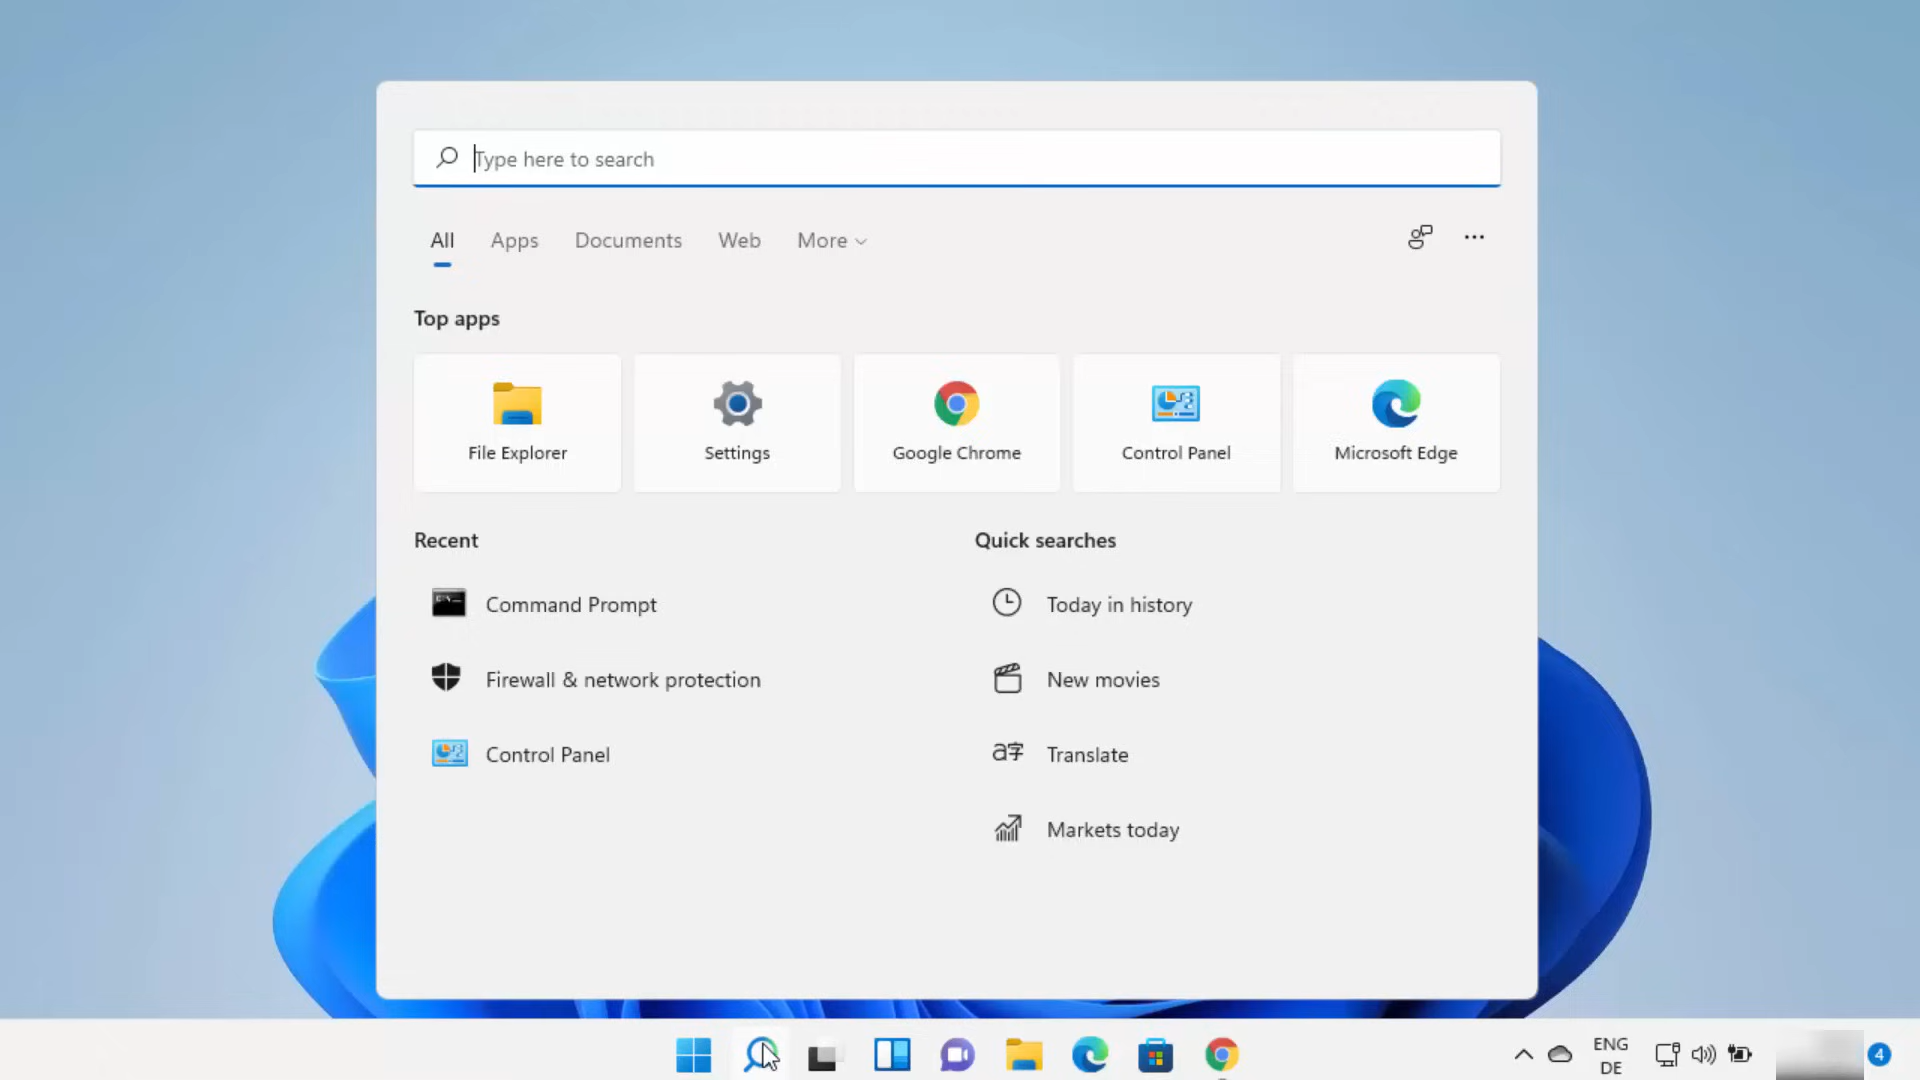 Type here to search
All Apps Documents Web More
Top apps
File Explorer Settings Google Chrome Control Panel Microsoft Edge
Recent Quick searches
Command Prompt Today in history
Firewall & network protection New movies
Control Panel Translate
Markets today
ENG
DE
4